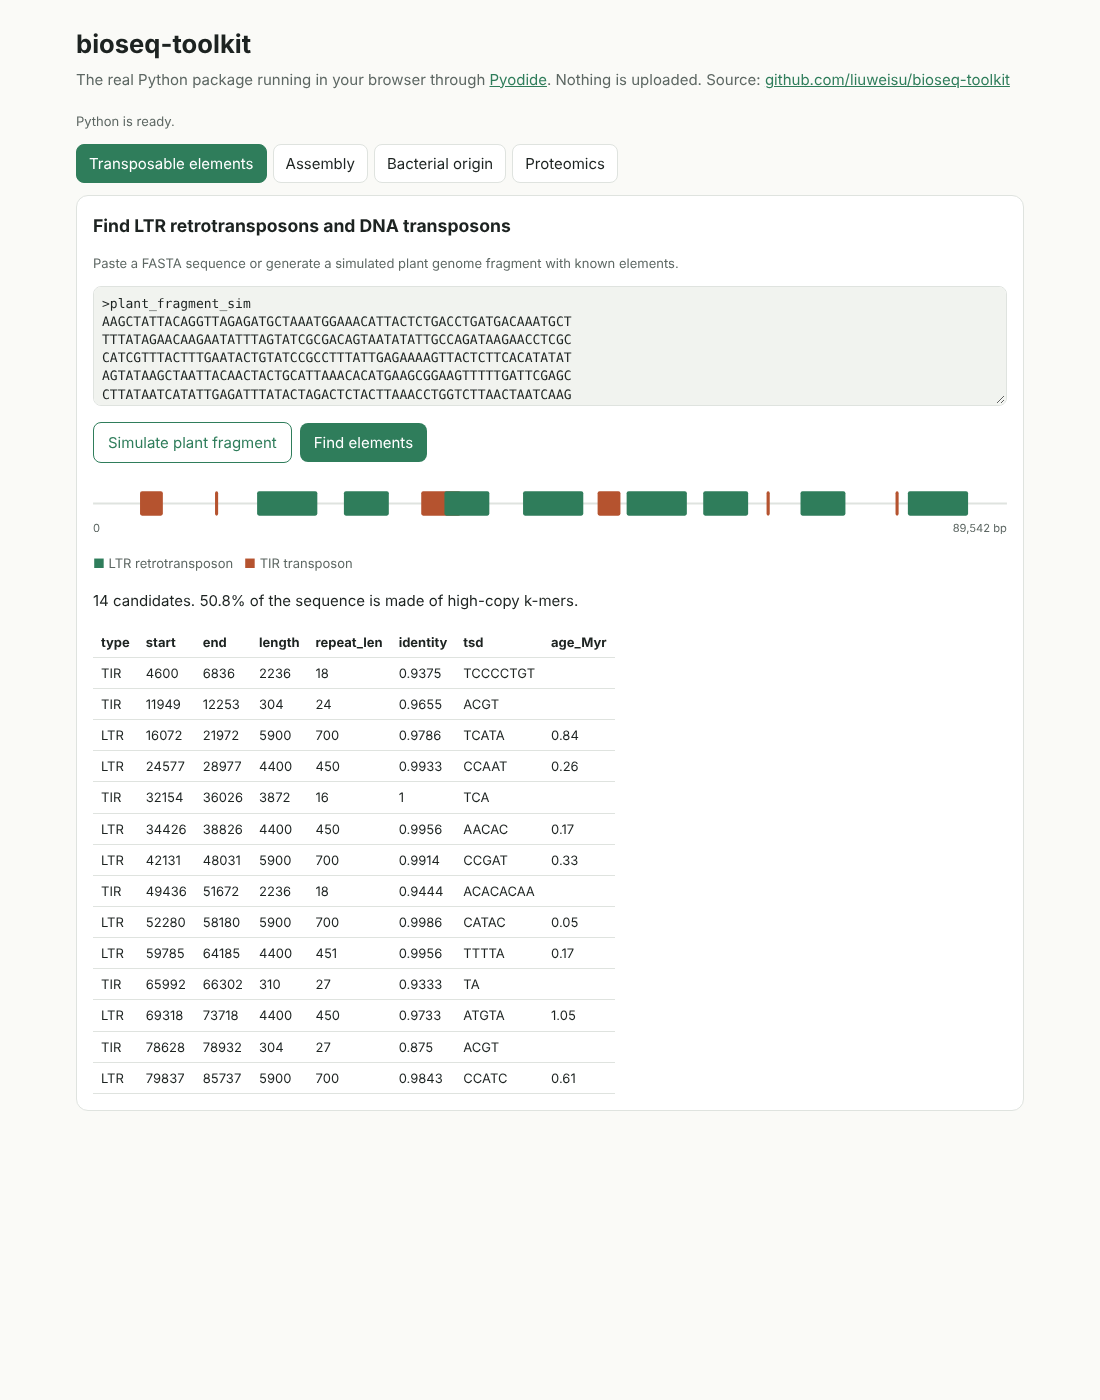 bioseq-toolkit
The real Python package running in your browser through Pyodide. Nothing is uploaded. Source: github.com/liuweisu/bioseq-toolkit
Python is ready.
Transposable elements Assembly Bacterial origin Proteomics
Find LTR retrotransposons and DNA transposons
Paste a FASTA sequence or generate a simulated plant genome fragment with known elements.
>plant_fragment_sim
AAGCTATTACAGGTTAGAGATGCTAAATGGAAACATTACTCTGACCTGATGACAAATGCT
TTTATAGAACAAGAATATTTAGTATCGCGACAGTAATATATTGCCAGATAAGAACCTCGC
CATCGTTTACTTTGAATACTGTATCCGCCTTTATTGAGAAAAGTTACTCTTCACATATAT
AGTATAAGCTAATTACAACTACTGCATTAAACACATGAAGCGGAAGTTTTTGATTCGAGC
CTTATAATCATATTGAGATTTATACTAGACTCTACTTAAACCTGGTCTTAACTAATCAAG
Simulate plant fragment Find elements
0 89,542 bp
LTR retrotransposon TIR transposon
14 candidates. 50.8% of the sequence is made of high-copy k-mers.
type start end length repeat_len identity tsd age_Myr
TIR 4600 6836 2236 18 0.9375 TCCCCTGT
TIR 11949 12253 304 24 0.9655 ACGT
LTR 16072 21972 5900 700 0.9786 TCATA 0.84
LTR 24577 28977 4400 450 0.9933 CCAAT 0.26
TIR 32154 36026 3872 16 1 TCA
LTR 34426 38826 4400 450 0.9956 AACAC 0.17
LTR 42131 48031 5900 700 0.9914 CCGAT 0.33
TIR 49436 51672 2236 18 0.9444 ACACACAA
LTR 52280 58180 5900 700 0.9986 CATAC 0.05
LTR 59785 64185 4400 451 0.9956 TTTTA 0.17
TIR 65992 66302 310 27 0.9333 TA
LTR 69318 73718 4400 450 0.9733 ATGTA 1.05
TIR 78628 78932 304 27 0.875 ACGT
LTR 79837 85737 5900 700 0.9843 CCATC 0.61